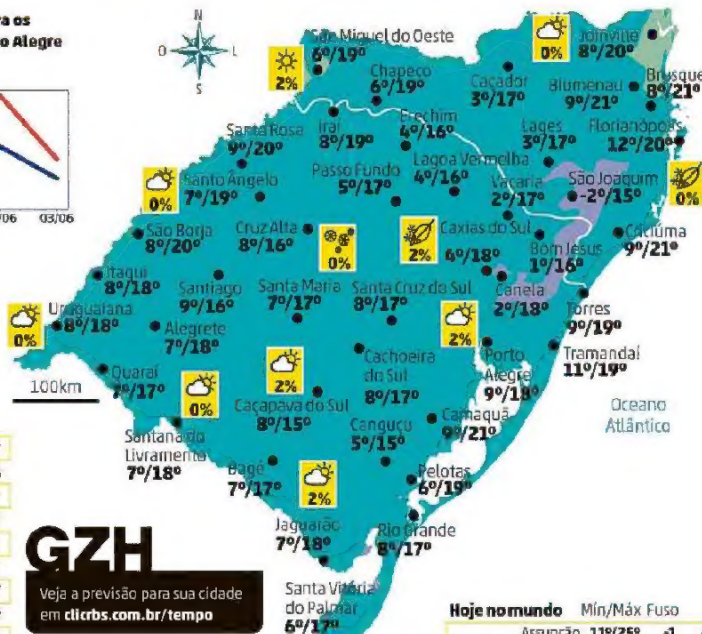 ra os
o Alegre
/06
03/06
N
O
L
S
São Miguel do Oeste
6º/19º
2%
Chapecó
6º/19º
Caçador
3º/17º
0%
Joinville
8º/20º
Blumenau
9º/21º
Brusque
8º/21º
Irai
8º/19º
Erechim
4º/16º
Lages
3º/17º
Florianópolis
12º/20º
0%
Santa Rosa
9º/20º
Passo Fundo
5º/17º
Lagoa Vermelha
4º/16º
Vacaria
2º/17º
São Joaquim
-2º/15º
0%
Santo Ângelo
7º/19º
São Borja
8º/20º
Cruz Alta
8º/16º
0%
2%
Caxias do Sul
4º/18º
Bom Jesus
1º/16º
Criciúma
9º/21º
Itaqui
8º/18º
Santiago
9º/16º
Santa Maria
7º/17º
Santa Cruz do Sul
8º/17º
Canela
2º/18º
Torres
9º/19º
Uruguaiana
8º/18º
0%
Alegrete
7º/18º
Cachoeira
do Sul
8º/17º
2%
Porto
Alegre
9º/18º
Tramandaí
11º/19º
Quaraí
7º/17º
100km
0%
2%
Caçapava do Sul
8º/15º
Camaquã
9º/21º
Oceano
Atlântico
Santana do
Livramento
7º/18º
Bagé
7º/17º
Canguçu
5º/15º
Pelotas
6º/19º
2%
Jaguarão
7º/18º
Rio Grande
8º/17º
Santa Vitória
do Palmar
6º/17º
GZH
Veja a previsão para sua cidade
em clicrbs.com.br/tempo
Hoje no mundo Mín/Máx Fuso
Assunção 11º/25º -1